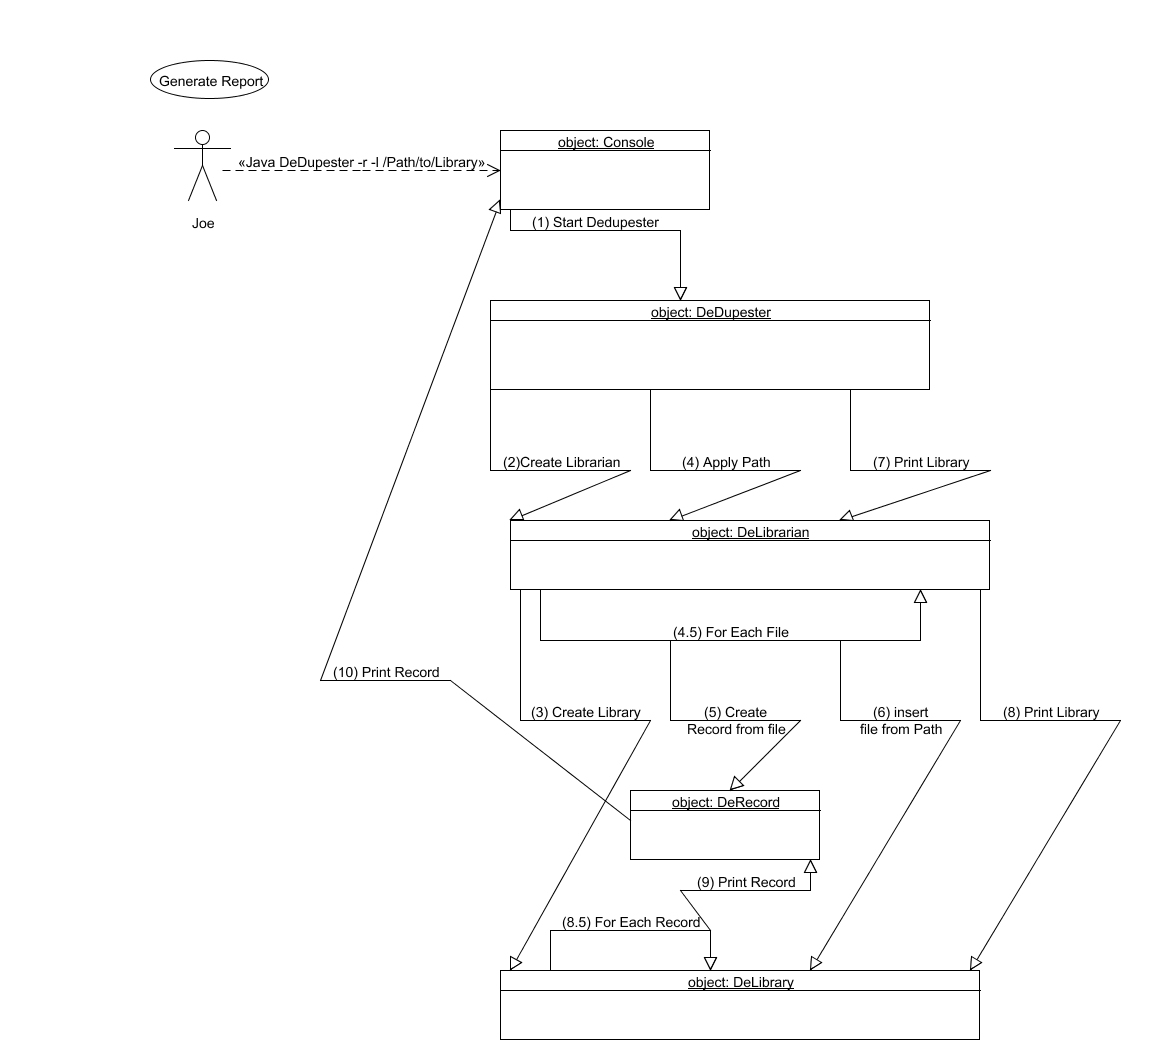 Generate Report
object: Console
«Java DeDupester -r -l /Path/to/Library»
Joe
(1) Start Dedupester
object: DeDupester
(2)Create Librarian
(4) Apply Path
(7) Print Library
object: DeLibrarian
(4.5) For Each File
(10) Print Record
(3) Create Library
(5) Create
Record from file
(6) insert
file from Path
(8) Print Library
object: DeRecord
(9) Print Record
(8.5) For Each Record
object: DeLibrary